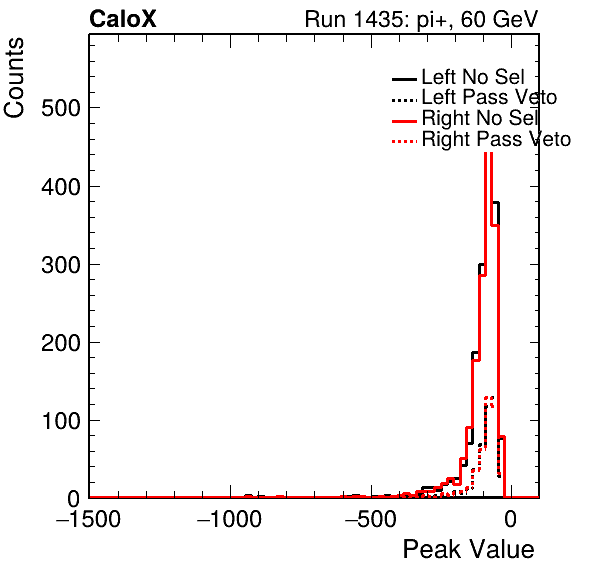 CaloX Run 1435: pi+, 60 GeV
Counts
Left No Sel
Left Pass Veto
Right No Sel
Right Pass Veto
500
400
300
200
100
0
−1500 −1000 −500 0
Peak Value